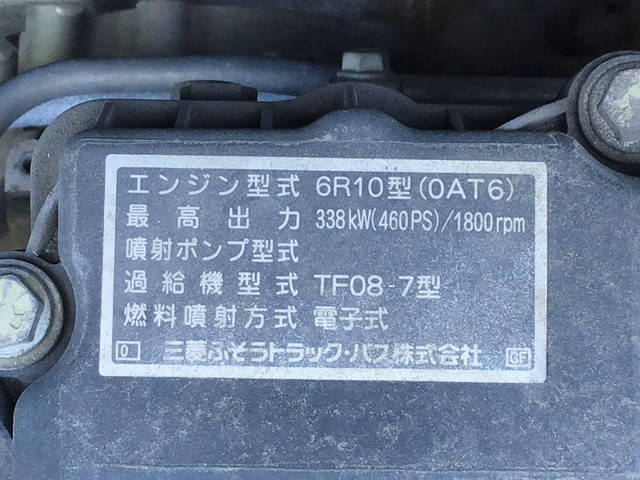 エンジン型式 6R10型(0AT6)
最高出力 338kW(460PS)/1800rpm
噴射ポンプ型式
過給機型式 TF08-7型
燃料噴射方式 電子式
0 三菱ふそうトラック・バス株式会社 GF